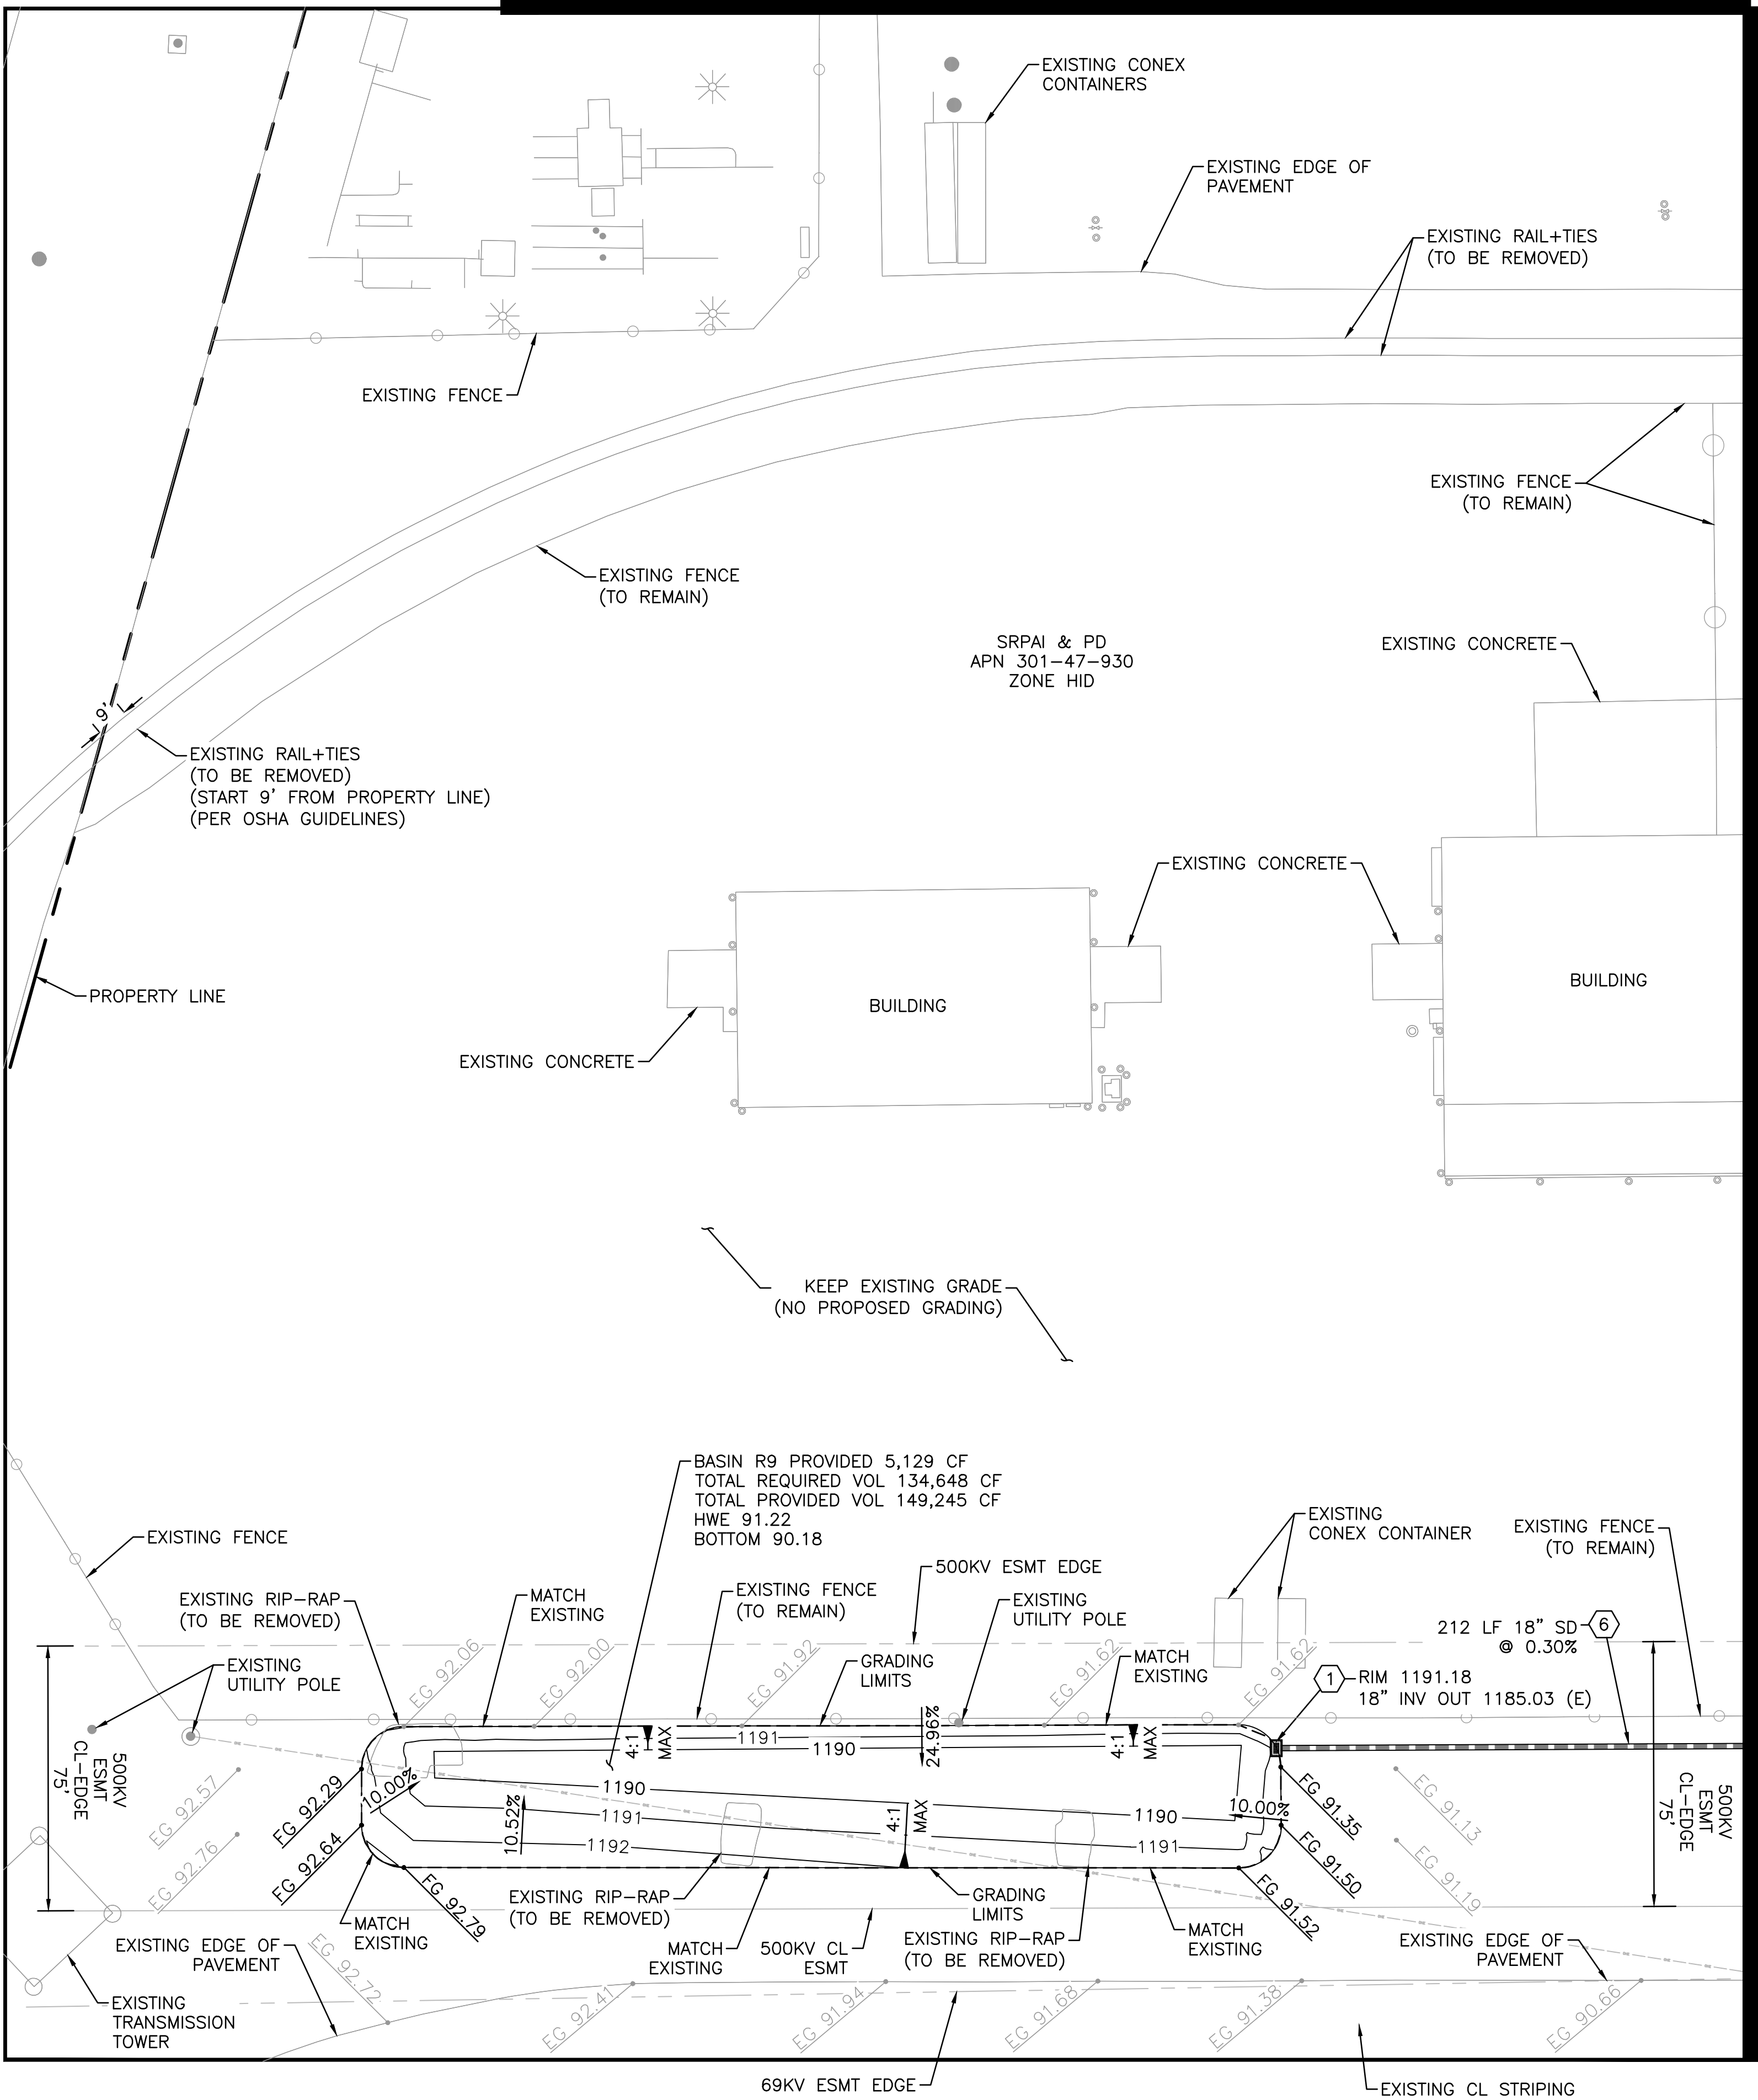 EXISTING CONEX
CONTAINERS
EXISTING EDGE OF
PAVEMENT
EXISTING RAIL+TIES
(TO BE REMOVED)
EXISTING FENCE
EXISTING FENCE
(TO REMAIN)
EXISTING FENCE
(TO REMAIN)
SRPAI & PD
APN 301-47-930
ZONE HID
EXISTING CONCRETE
9'
EXISTING RAIL+TIES
(TO BE REMOVED)
(START 9' FROM PROPERTY LINE)
(PER OSHA GUIDELINES)
EXISTING CONCRETE
PROPERTY LINE
BUILDING
BUILDING
EXISTING CONCRETE
KEEP EXISTING GRADE
(NO PROPOSED GRADING)
BASIN R9 PROVIDED 5,129 CF
TOTAL REQUIRED VOL 134,648 CF
TOTAL PROVIDED VOL 149,245 CF
HWE 91.22
BOTTOM 90.18
EXISTING FENCE
EXISTING
CONEX CONTAINER
EXISTING FENCE
(TO REMAIN)
500KV ESMT EDGE
EXISTING RIP-RAP
(TO BE REMOVED)
MATCH
EXISTING
EXISTING FENCE
(TO REMAIN)
EXISTING
UTILITY POLE
212 LF 18" SD
@ 0.30%
6
EXISTING
UTILITY POLE
EG 92.06
EG 92.00
EG 91.92
GRADING
LIMITS
EG 91.62
MATCH
EXISTING
EG 91.62
1
RIM 1191.18
18" INV OUT 1185.03 (E)
500KV
ESMT
CL-EDGE
75'
4:1
MAX
1191
1190
24.96%
4:1
MAX
500KV
ESMT
CL-EDGE
75'
EG 92.57
FG 92.29
10.00%
1190
1191
1192
10.52%
4:1
MAX
1190
1191
10.00%
FG 91.35
EG 91.13
EG 92.76
FG 92.64
FG 92.79
FG 91.50
FG 91.52
EG 91.19
EXISTING RIP-RAP
(TO BE REMOVED)
GRADING
LIMITS
MATCH
EXISTING
MATCH
EXISTING
500KV CL
ESMT
EXISTING RIP-RAP
(TO BE REMOVED)
MATCH
EXISTING
EXISTING EDGE OF
PAVEMENT
EXISTING EDGE OF
PAVEMENT
EG 92.72
EXISTING
TRANSMISSION
TOWER
EG 92.41
EG 91.94
EG 91.68
EG 91.38
EG 90.66
69KV ESMT EDGE
EXISTING CL STRIPING